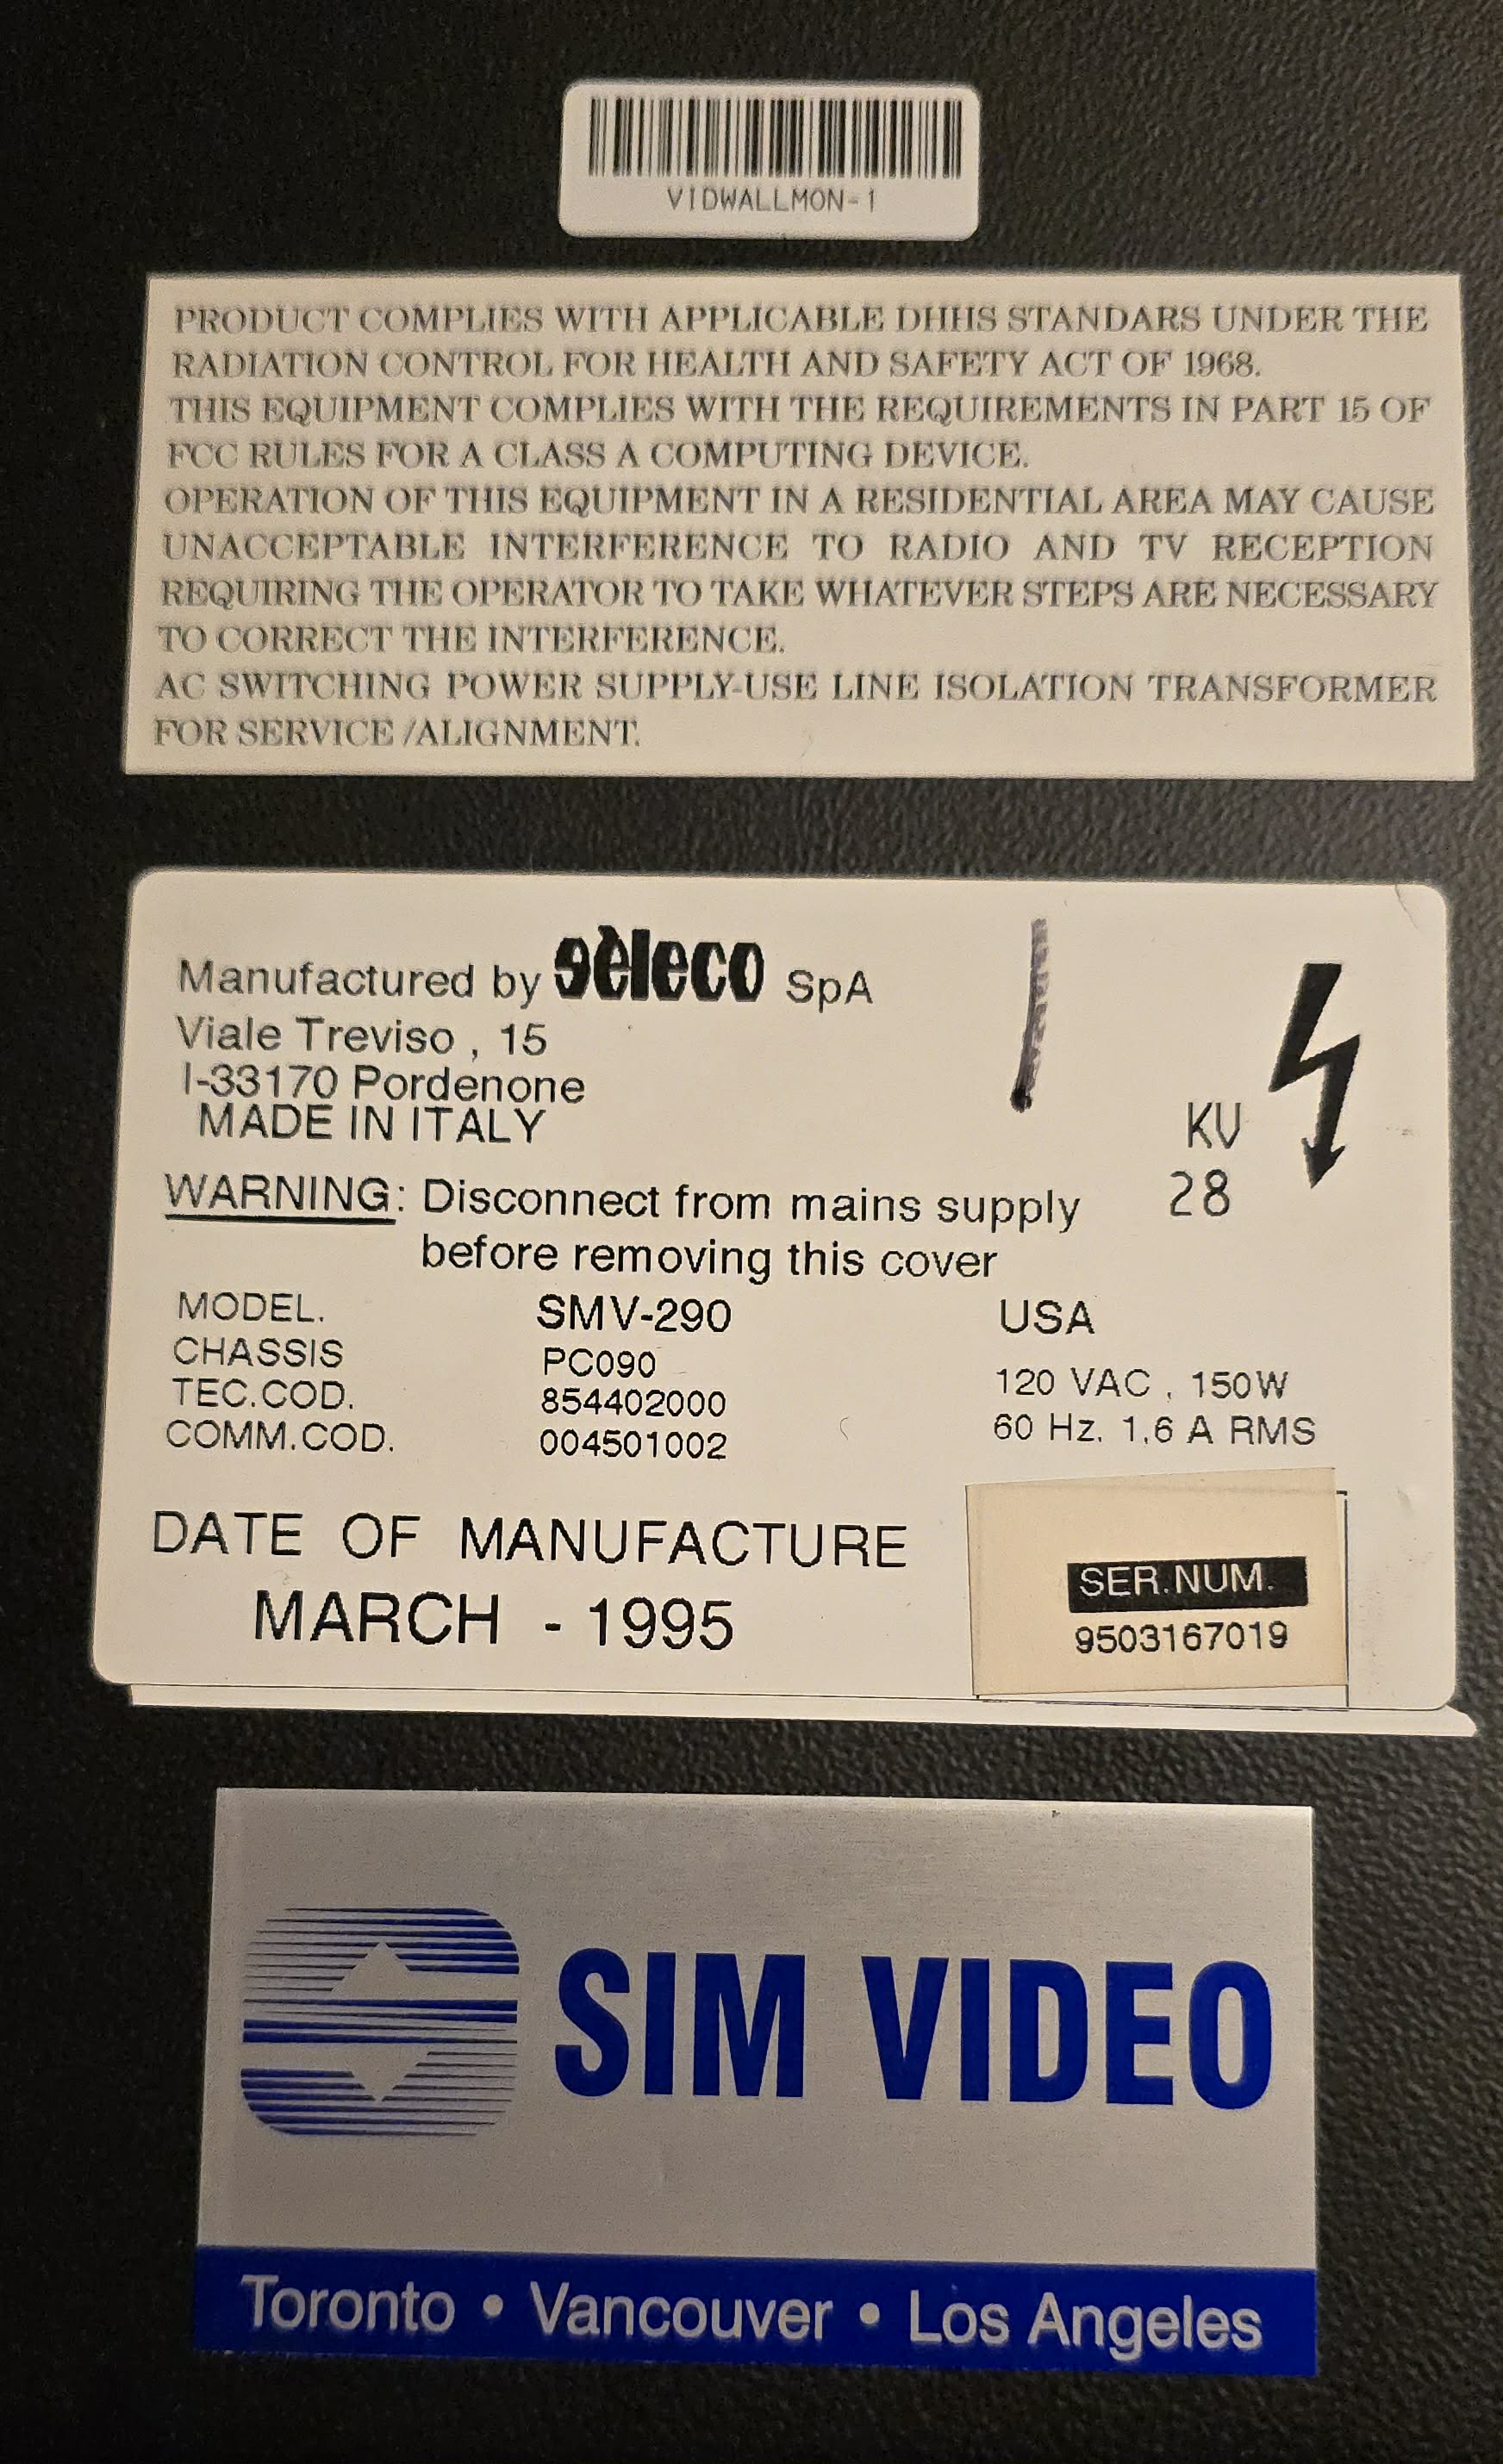 VIDWALLMON-1
PRODUCT COMPLIES WITH APPLICABLE DHHS STANDARS UNDER THE
RADIATION CONTROL FOR HEALTH AND SAFETY ACT OF 1968.
THIS EQUIPMENT COMPLIES WITH THE REQUIREMENTS IN PART 15 OF
FCC RULES FOR A CLASS A COMPUTING DEVICE.
OPERATION OF THIS EQUIPMENT IN A RESIDENTIAL AREA MAY CAUSE
UNACCEPTABLE INTERFERENCE TO RADIO AND TV RECEPTION
REQUIRING THE OPERATOR TO TAKE WHATEVER STEPS ARE NECESSARY
TO CORRECT THE INTERFERENCE.
AC SWITCHING POWER SUPPLY-USE LINE ISOLATION TRANSFORMER
FOR SERVICE /ALIGNMENT.
Manufactured by sèleco SpA
Viale Treviso , 15
I-33170 Pordenone
MADE IN ITALY
1
KV
28
WARNING: Disconnect from mains supply
before removing this cover
MODEL. SMV-290 USA
CHASSIS PC090
TEC.COD. 854402000 120 VAC , 150W
COMM.COD. 004501002 60 Hz. 1.6 A RMS
DATE OF MANUFACTURE
MARCH - 1995
SER.NUM.
9503167019
SIM VIDEO
Toronto • Vancouver • Los Angeles